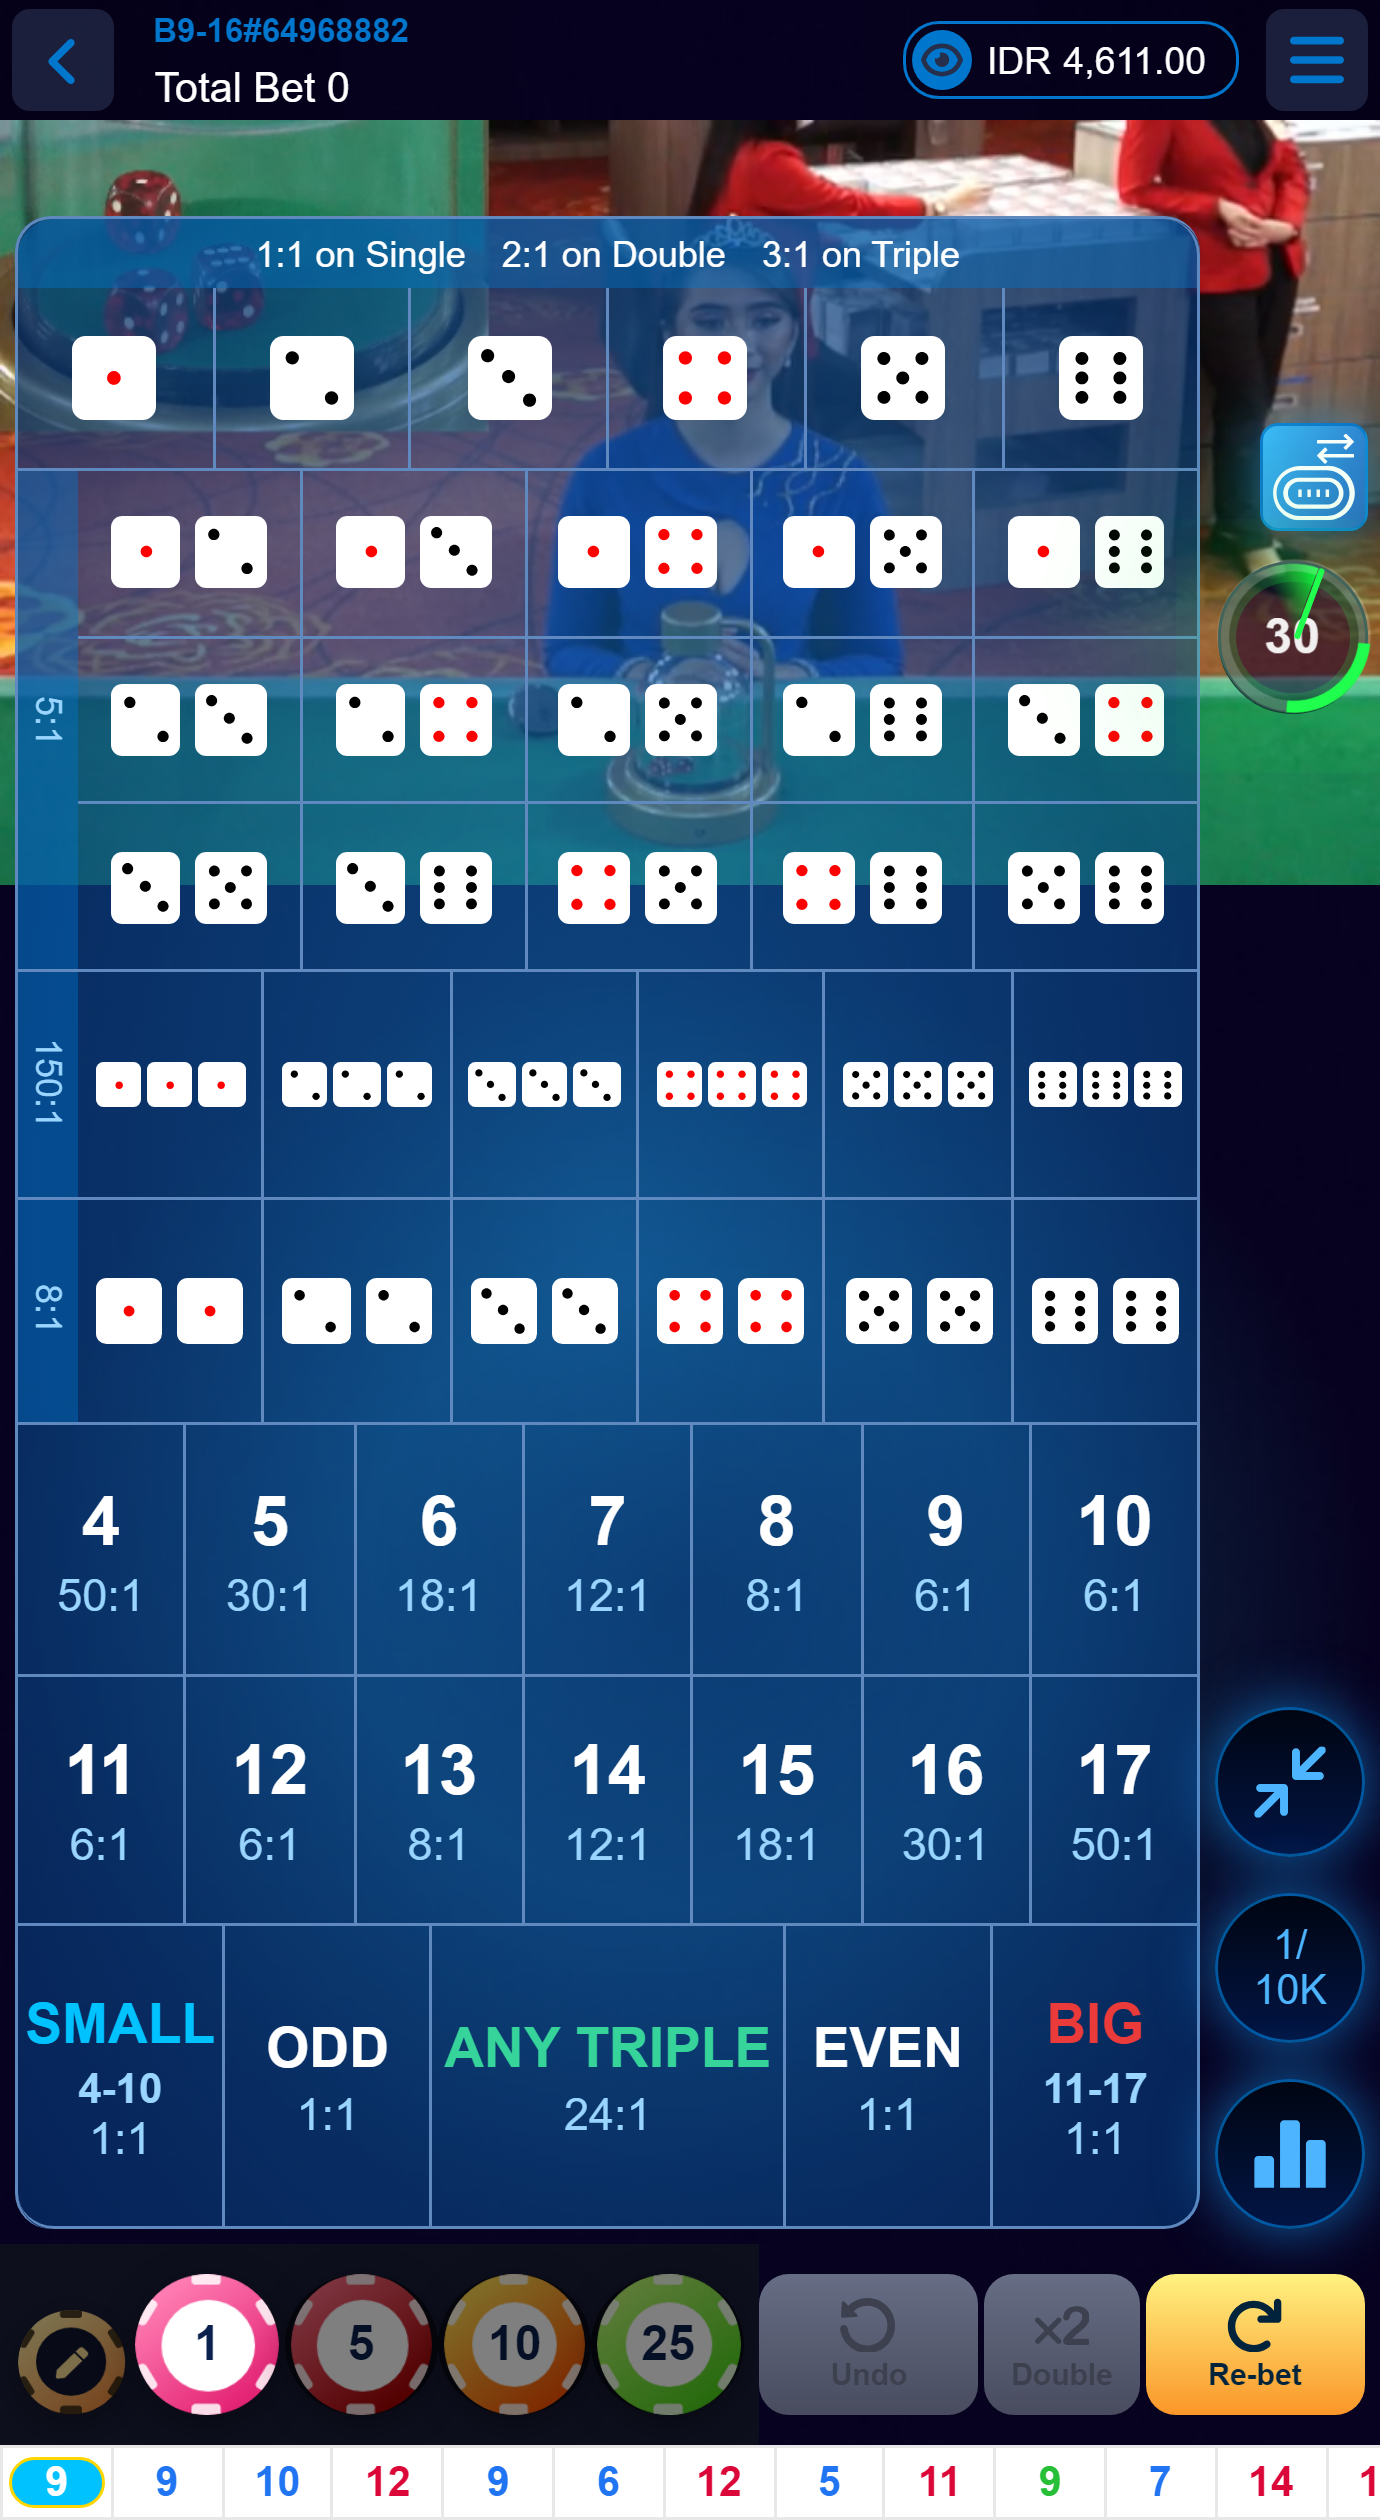 B9-16#64968882
Total Bet 0
IDR 4,611.00
1:1 on Single 2:1 on Double 3:1 on Triple
30
5:1
150:1
8:1
4 5 6 7 8 9 10
50:1 30:1 18:1 12:1 8:1 6:1 6:1
11 12 13 14 15 16 17
6:1 6:1 8:1 12:1 18:1 30:1 50:1
SMALL
4-10
1:1
ODD
1:1
ANY TRIPLE
24:1
EVEN
1:1
BIG
11-17
1:1
1/
10K
1 5 10 25
Undo
x2
Double
Re-bet
9 9 10 12 9 6 12 5 11 9 7 14